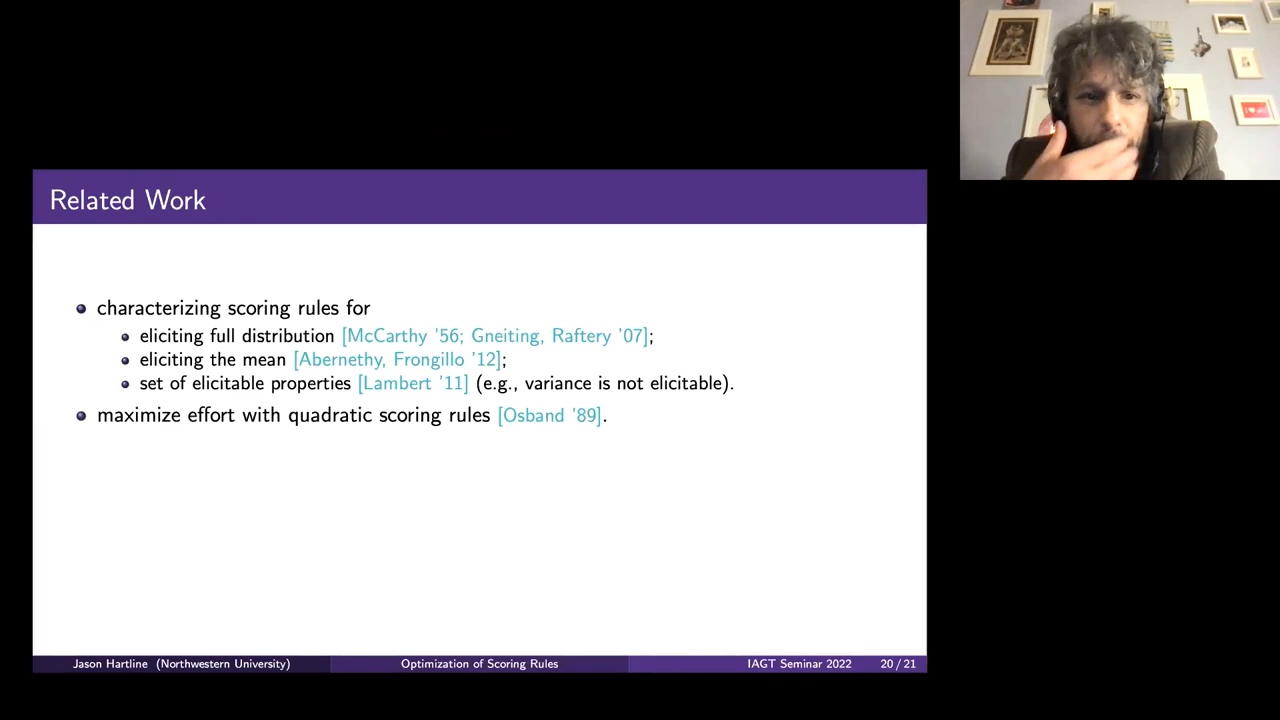 Related Work
characterizing scoring rules for
eliciting full distribution [McCarthy '56; Gneiting, Raftery '07];
eliciting the mean [Abernethy, Frongillo '12];
set of elicitable properties [Lambert '11] (e.g., variance is not elicitable).
maximize effort with quadratic scoring rules [Osband '89].
Jason Hartline (Northwestern University) Optimization of Scoring Rules IAGT Seminar 2022 20 / 21